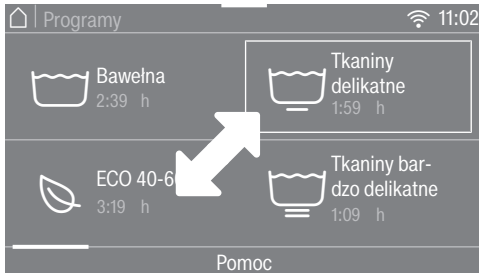 Programy 11:02
Bawełna
2:39 h
Tkaniny
delikatne
1:59 h
ECO 40-6
3:19 h
Tkaniny bar-
dzo delikatne
1:09 h
Pomoc